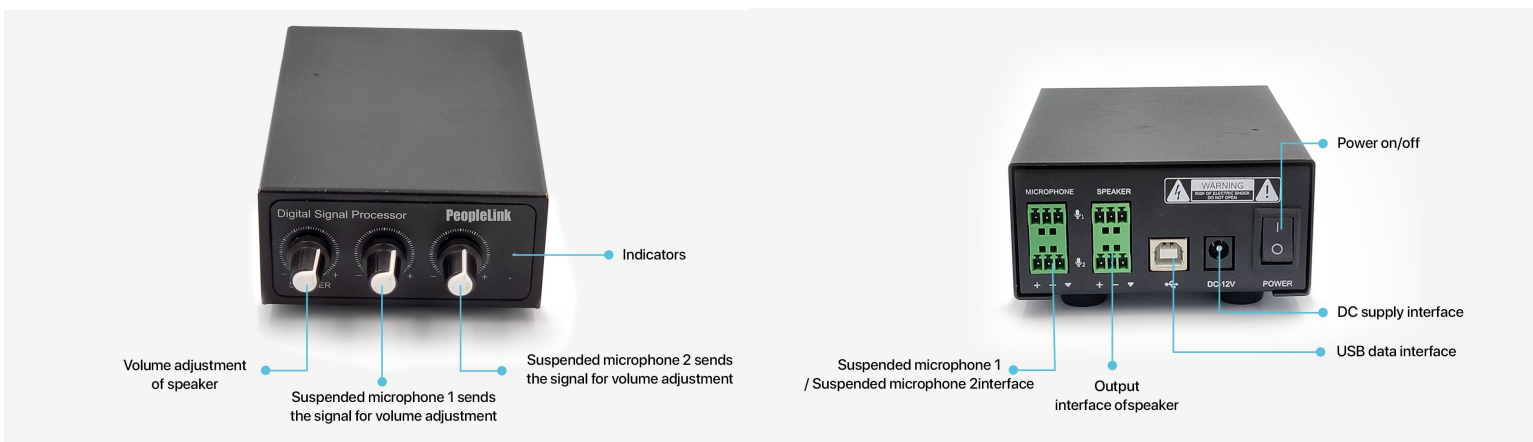 Digital Signal Processor
PeopleLink
Indicators
Volume adjustment
of speaker
Suspended microphone 1 sends
the signal for volume adjustment
Suspended microphone 2 sends
the signal for volume adjustment
MICROPHONE
SPEAKER
WARNING
RISK OF ELECTRIC SHOCK
DO NOT OPEN
1
2
+ − + −
DC-12V
POWER
Power on/off
DC supply interface
USB data interface
Suspended microphone 1
/ Suspended microphone 2interface
Output
interface ofspeaker